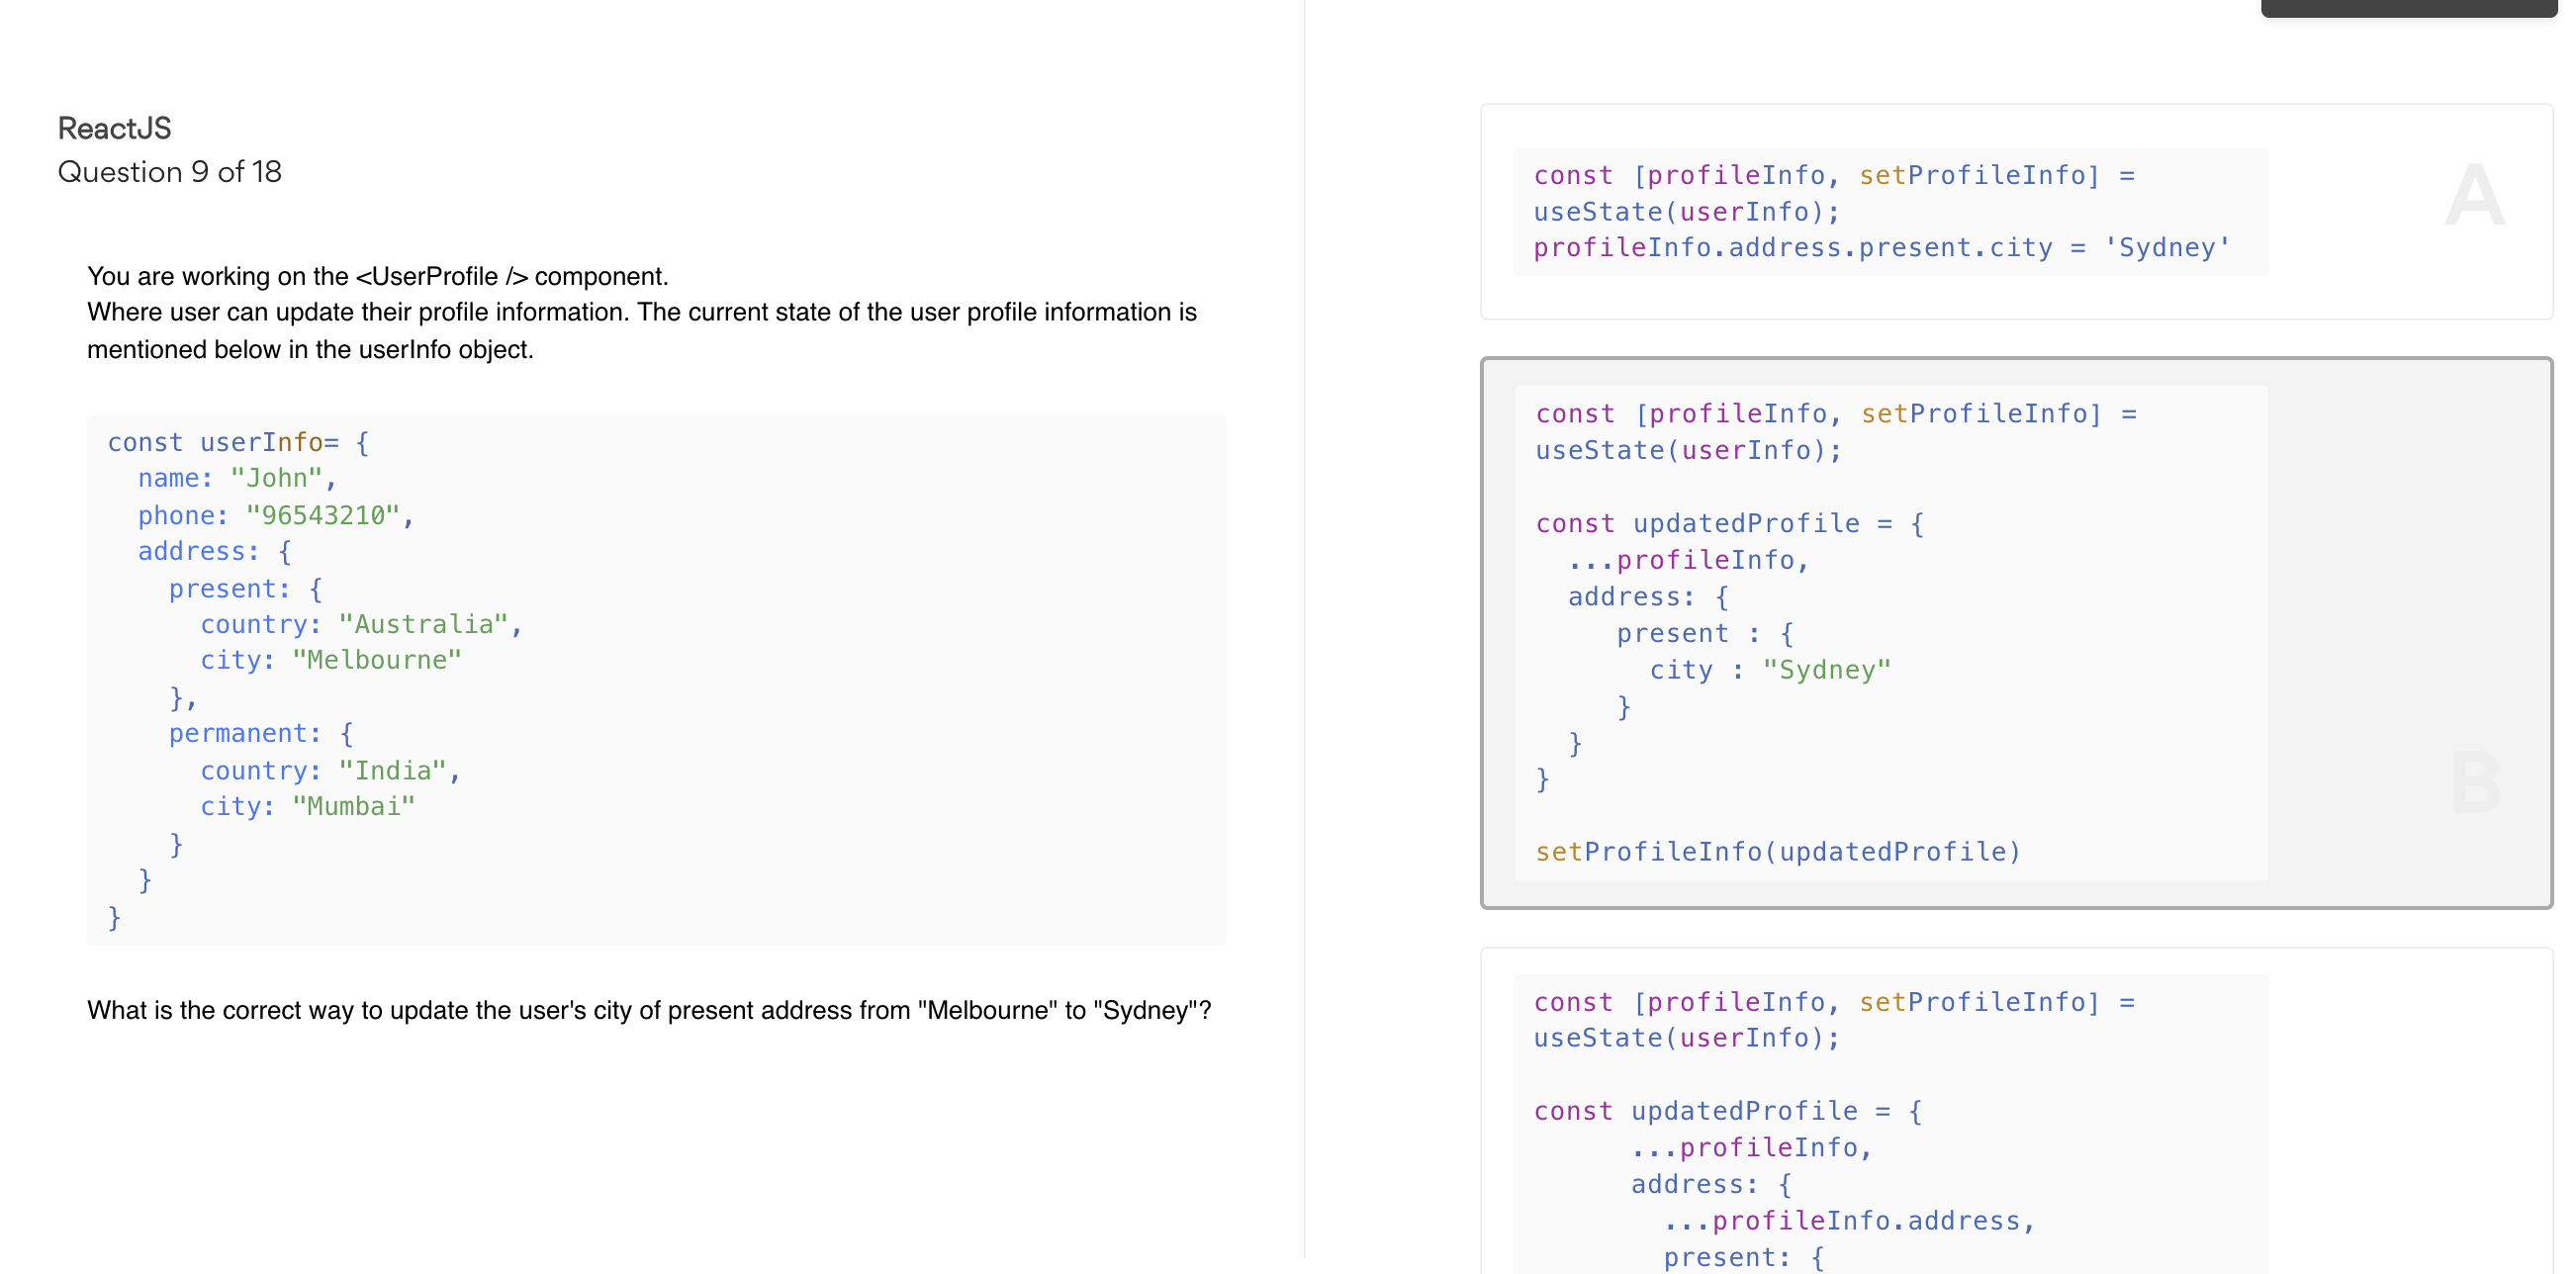 ReactJS
Question 9 of 18
You are working on the <UserProfile /> component.
Where user can update their profile information. The current state of the user profile information is
mentioned below in the userInfo object.
const userInfo= {
  name: "John",
  phone: "96543210",
  address: {
    present: {
      country: "Australia",
      city: "Melbourne"
    },
    permanent: {
      country: "India",
      city: "Mumbai"
    }
  }
}
What is the correct way to update the user's city of present address from "Melbourne" to "Sydney"?
const [profileInfo, setProfileInfo] =
useState(userInfo);
profileInfo.address.present.city = 'Sydney'
A
const [profileInfo, setProfileInfo] =
useState(userInfo);
const updatedProfile = {
  ...profileInfo,
  address: {
     present : {
       city : "Sydney"
     }
  }
}
setProfileInfo(updatedProfile)
B
const [profileInfo, setProfileInfo] =
useState(userInfo);
const updatedProfile = {
      ...profileInfo,
      address: {
        ...profileInfo.address,
        present: {